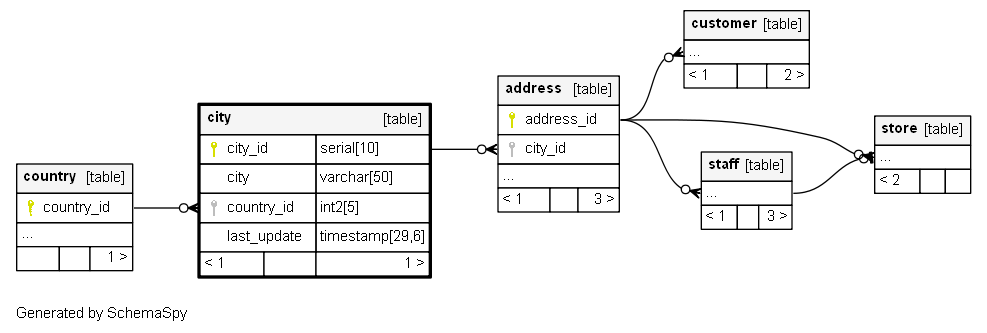 customer [table]
...
< 1 2 >
address [table]
address_id
city_id
...
< 1 3 >
city [table]
city_id serial[10]
city varchar[50]
country_id int2[5]
last_update timestamp[29,6]
< 1 1 >
store [table]
...
< 2
staff [table]
...
< 1 3 >
country [table]
country_id
...
1 >
Generated by SchemaSpy